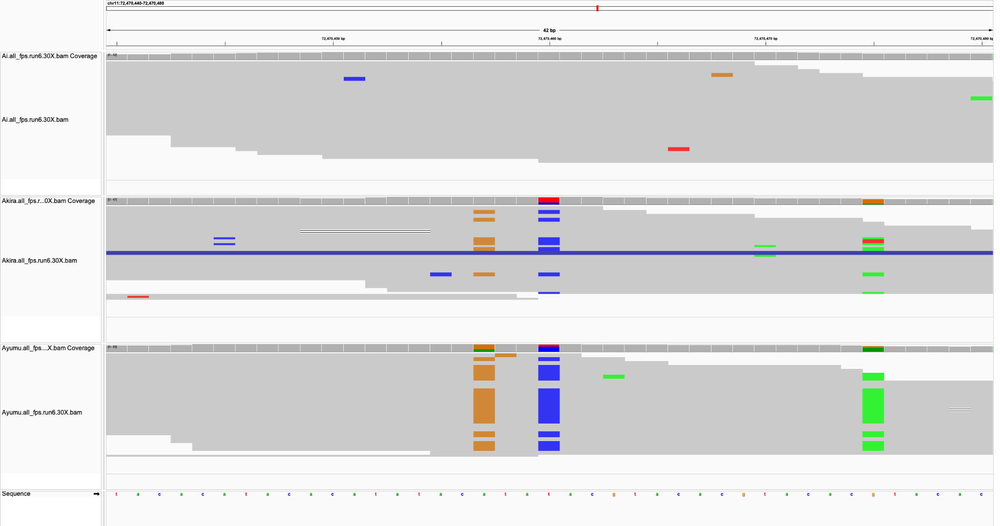 chr11:72,470,440-72,470,480
42 bp
72,470,450 bp 72,470,460 bp 72,470,470 bp 72,470,480 bp
Ai.all_fps.run6.30X.bam Coverage
Ai.all_fps.run6.30X.bam
Akira.all_fps.r...0X.bam Coverage
[0 - 47]
Akira.all_fps.run6.30X.bam
Ayumu.all_fps....X.bam Coverage
[0 - 53]
Ayumu.all_fps.run6.30X.bam
Sequence t a c a c a t a c a c a t a t a c a t a t a c g t a c a c g t a c a c g t a c a c